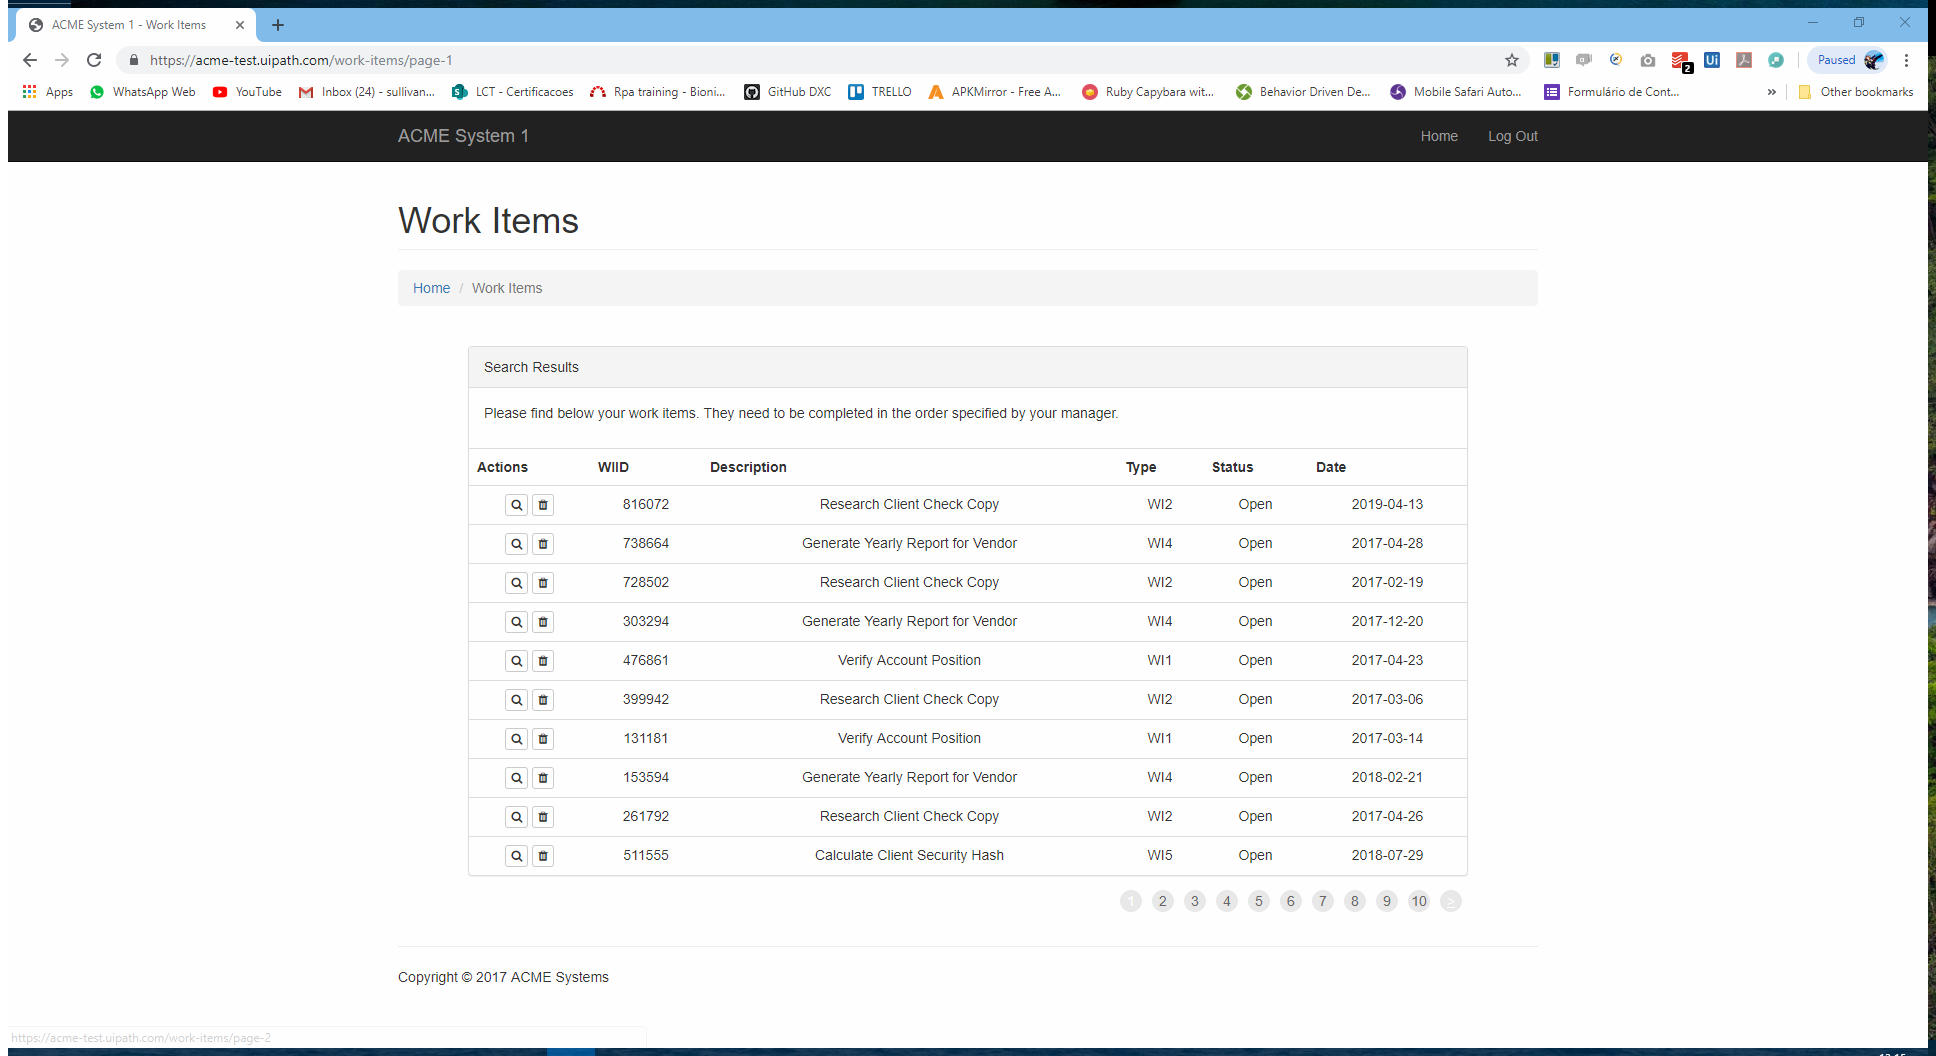 ACME System 1 - Work Items
https://acme-test.uipath.com/work-items/page-1
2
Ui
Paused
Apps WhatsApp Web YouTube Inbox (24) - sullivan... LCT - Certificacoes Rpa training - Bioni... GitHub DXC TRELLO APKMirror - Free A... Ruby Capybara wit... Behavior Driven De... Mobile Safari Auto... Formulário de Cont... » Other bookmarks
ACME System 1 Home Log Out
Work Items
Home / Work Items
Search Results
Please find below your work items. They need to be completed in the order specified by your manager.
Actions WIID Description Type Status Date
816072 Research Client Check Copy WI2 Open 2019-04-13
738664 Generate Yearly Report for Vendor WI4 Open 2017-04-28
728502 Research Client Check Copy WI2 Open 2017-02-19
303294 Generate Yearly Report for Vendor WI4 Open 2017-12-20
476861 Verify Account Position WI1 Open 2017-04-23
399942 Research Client Check Copy WI2 Open 2017-03-06
131181 Verify Account Position WI1 Open 2017-03-14
153594 Generate Yearly Report for Vendor WI4 Open 2018-02-21
261792 Research Client Check Copy WI2 Open 2017-04-26
511555 Calculate Client Security Hash WI5 Open 2018-07-29
1 2 3 4 5 6 7 8 9 10 >
Copyright © 2017 ACME Systems
https://acme-test.uipath.com/work-items/page-2